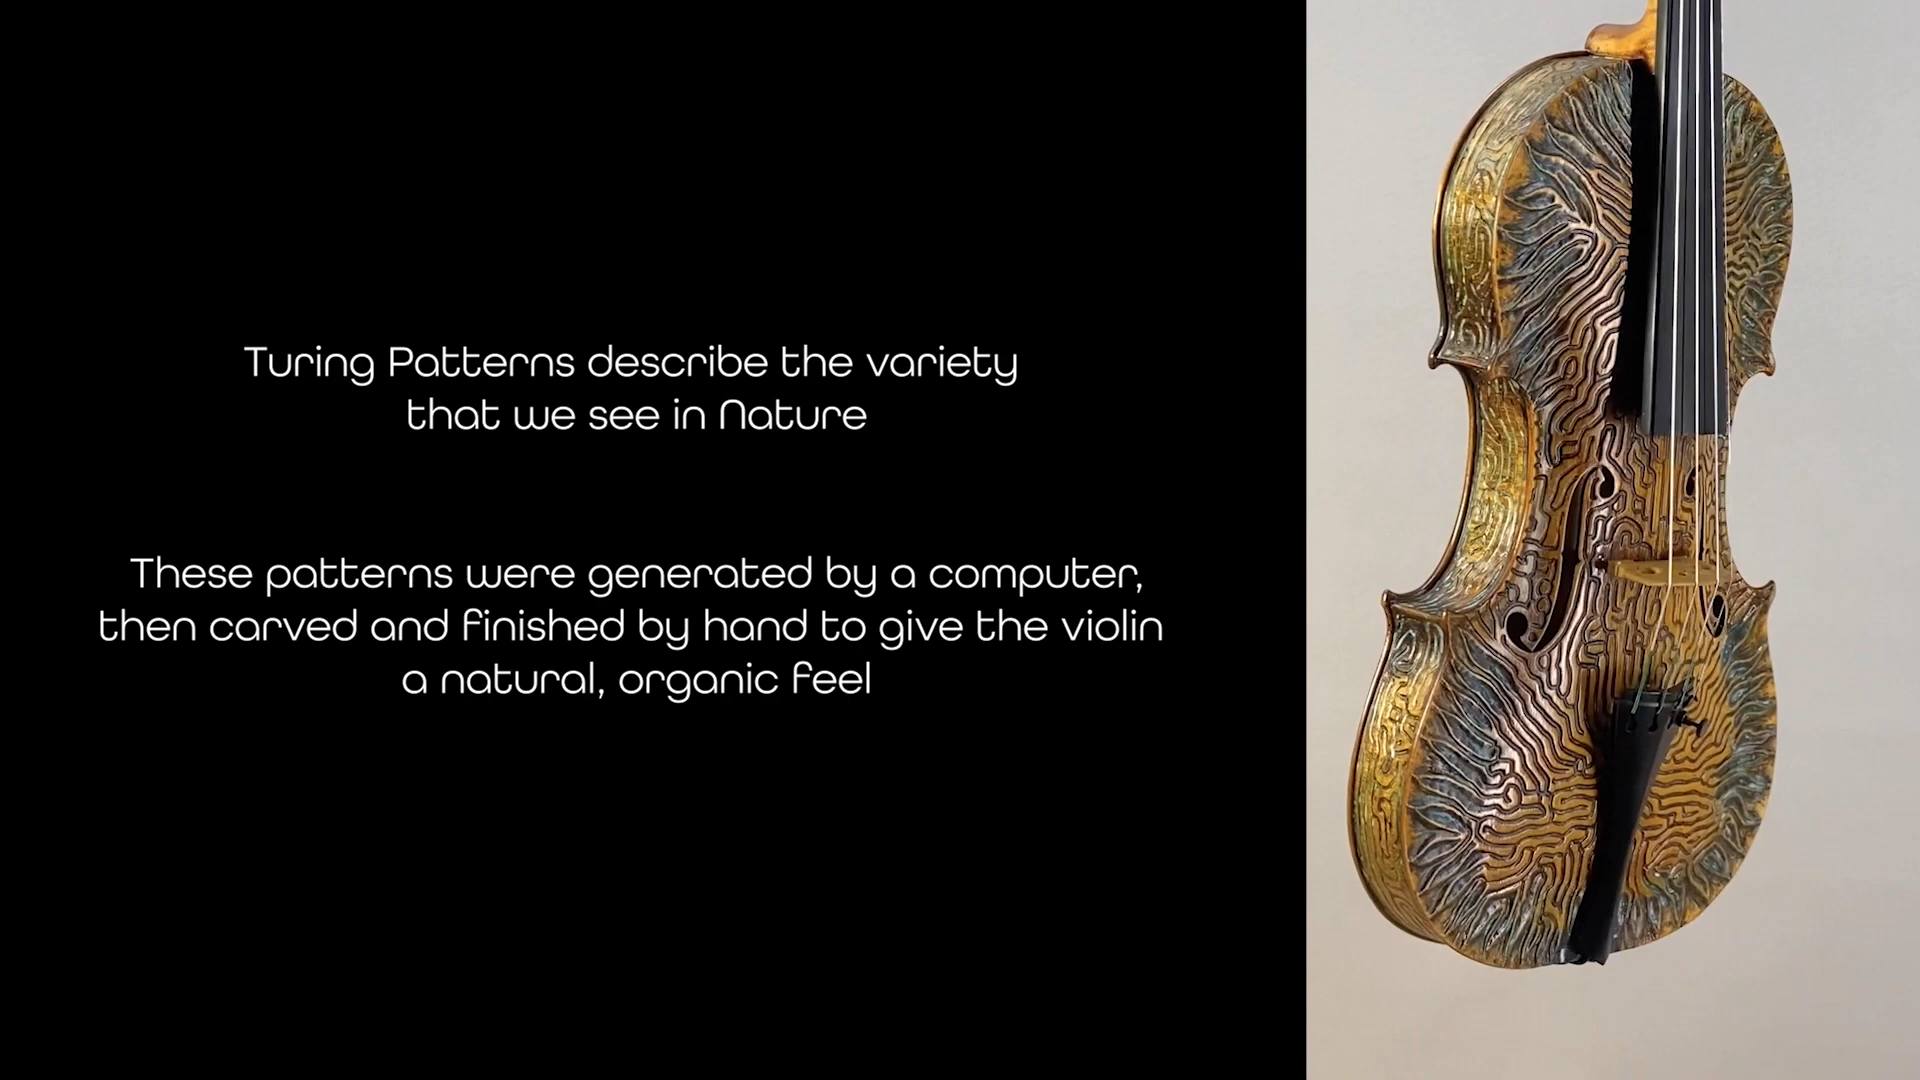 Turing Patterns describe the variety
that we see in Nature
These patterns were generated by a computer,
then carved and finished by hand to give the violin
a natural, organic feel